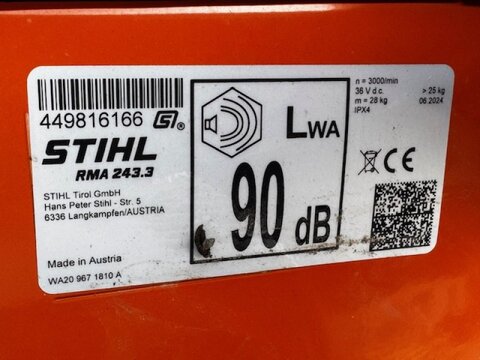 449816166
STIHL
RMA 243.3
STIHL Tirol GmbH
Hans Peter Stihl - Str. 5
6336 Langkampfen/AUSTRIA
Made in Austria
WA20 967 1810 A
LWA
90 dB
n = 3000/min
36 V d.c. > 25 kg
m = 28 kg 06.2024
IPX4
CE